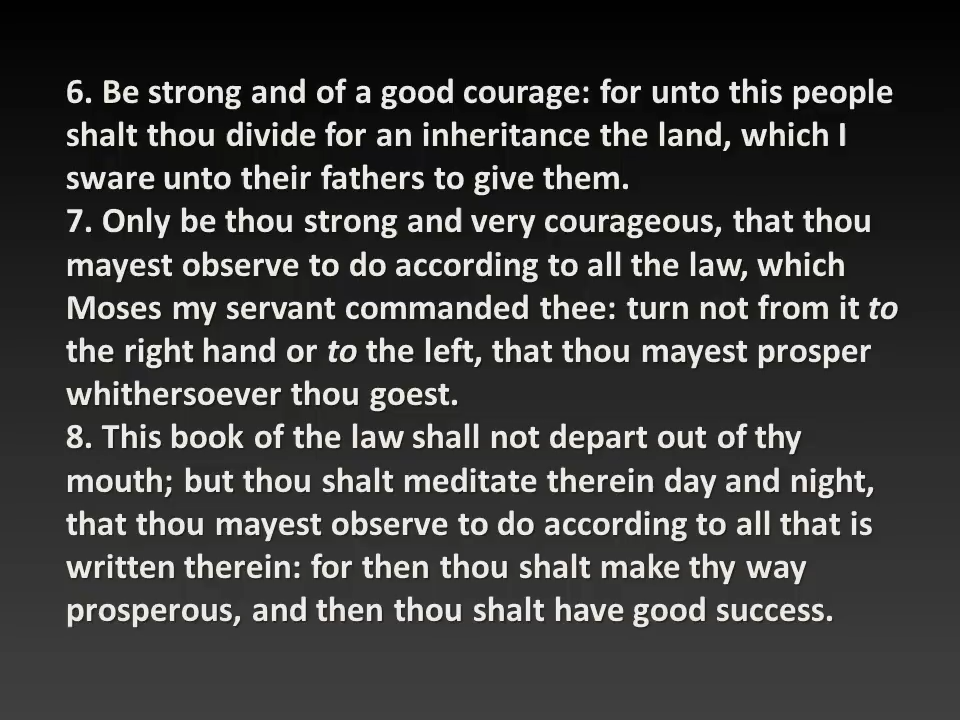 6. Be strong and of a good courage: for unto this people
shalt thou divide for an inheritance the land, which I
sware unto their fathers to give them.
7. Only be thou strong and very courageous, that thou
mayest observe to do according to all the law, which
Moses my servant commanded thee: turn not from it to
the right hand or to the left, that thou mayest prosper
whithersoever thou goest.
8. This book of the law shall not depart out of thy
mouth; but thou shalt meditate therein day and night,
that thou mayest observe to do according to all that is
written therein: for then thou shalt make thy way
prosperous, and then thou shalt have good success.